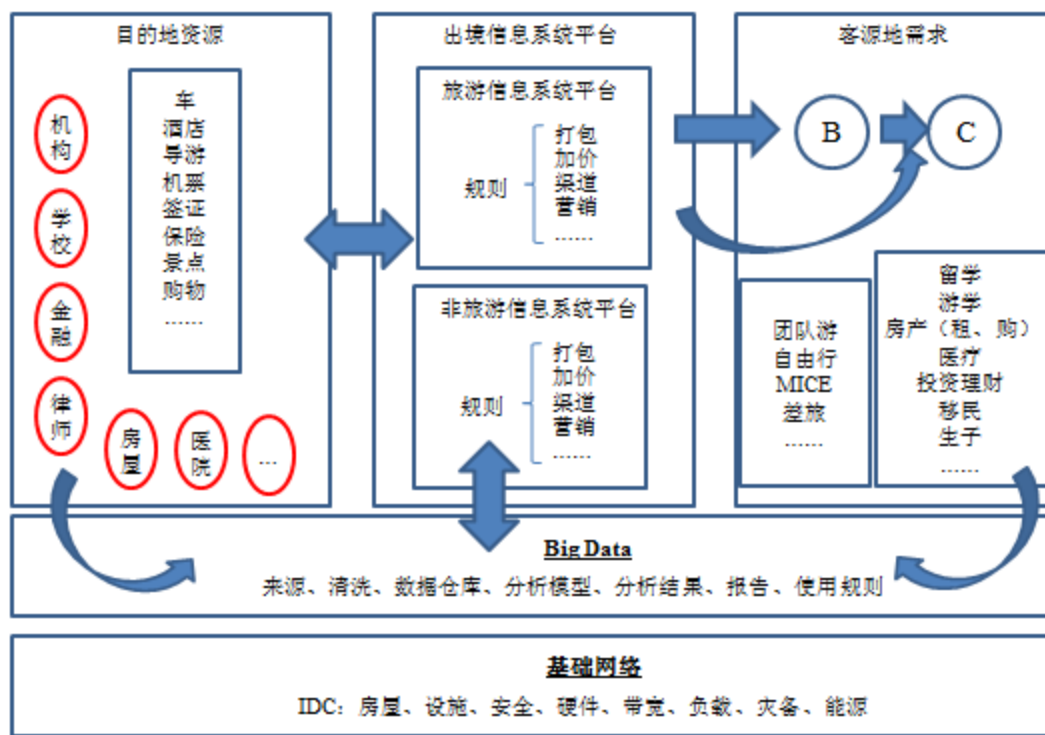 目的地资源
车
酒店
导游
机票
签证
保险
景点
购物
……
机构
学校
金融
律师
房屋
医院
…
出境信息系统平台
旅游信息系统平台
规则
打包
加价
渠道
营销
……
非旅游信息系统平台
规则
打包
加价
渠道
营销
……
客源地需求
B
C
团队游
自由行
MICE
差旅
……
留学
游学
房产（租、购）
医疗
投资理财
移民
生子
……
Big Data
来源、清洗、数据仓库、分析模型、分析结果、报告、使用规则
基础网络
IDC：房屋、设施、安全、硬件、带宽、负载、灾备、能源